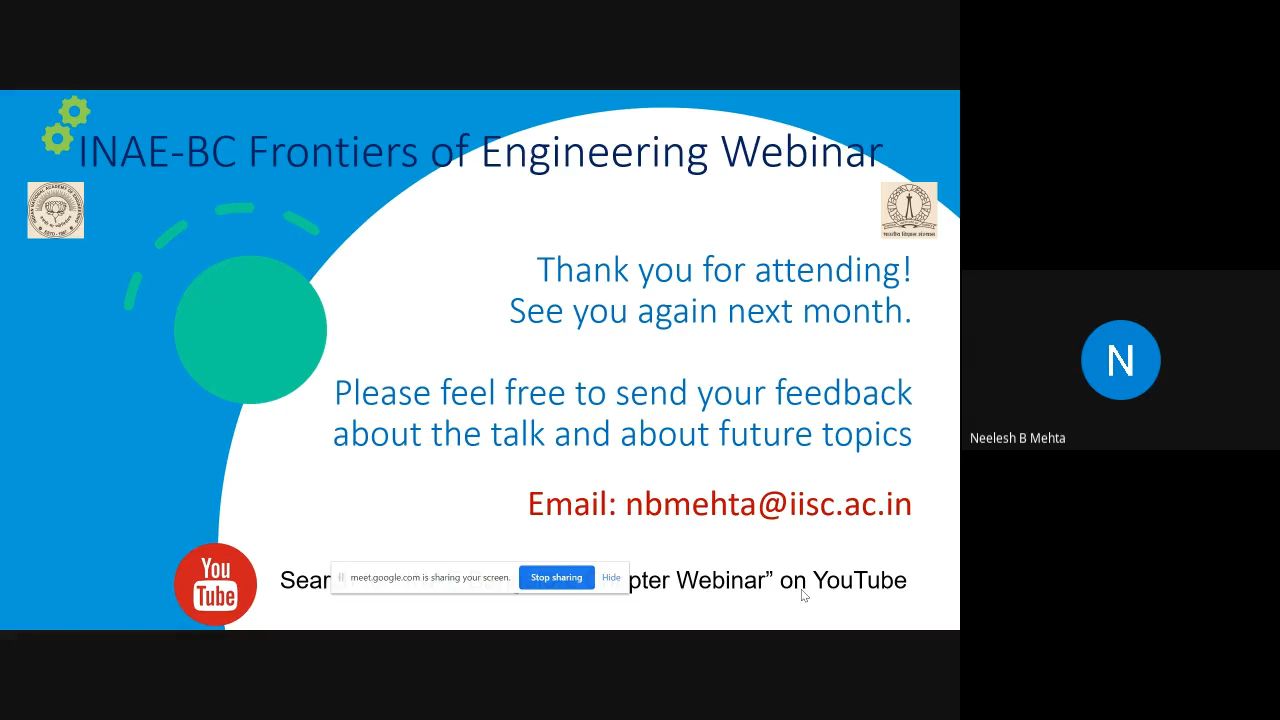 INAE-BC Frontiers of Engineering Webinar
भारतीय विज्ञान संस्थान
Thank you for attending!
See you again next month.
Please feel free to send your feedback
about the talk and about future topics
Email: nbmehta@iisc.ac.in
You
Tube
meet.google.com is sharing your screen.
Stop sharing
Hide
Sear
pter Webinar” on YouTube
N
Neelesh B Mehta